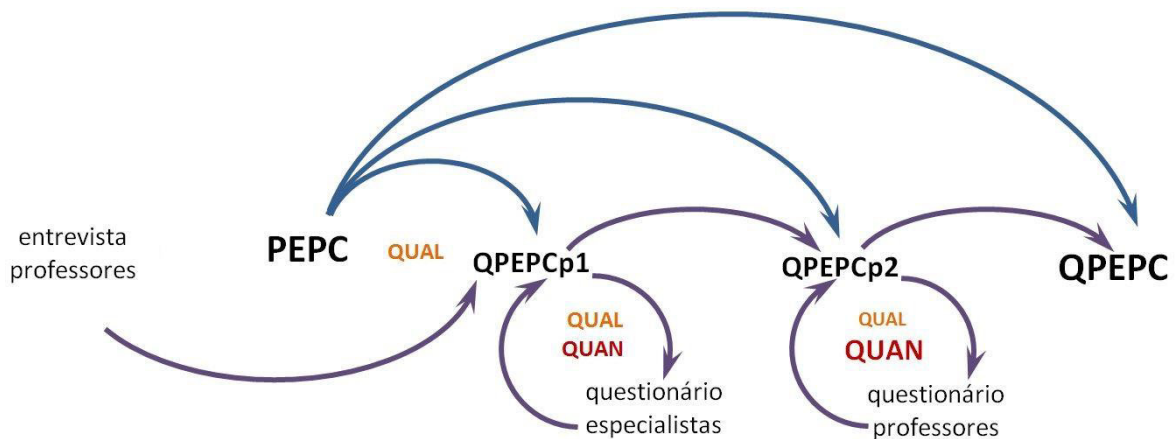 entrevista
professores
PEPC
QUAL
QPEPCp1
QUAL
QUAN
questionário
especialistas
QPEPCp2
QUAL
QUAN
questionário
professores
QPEPC